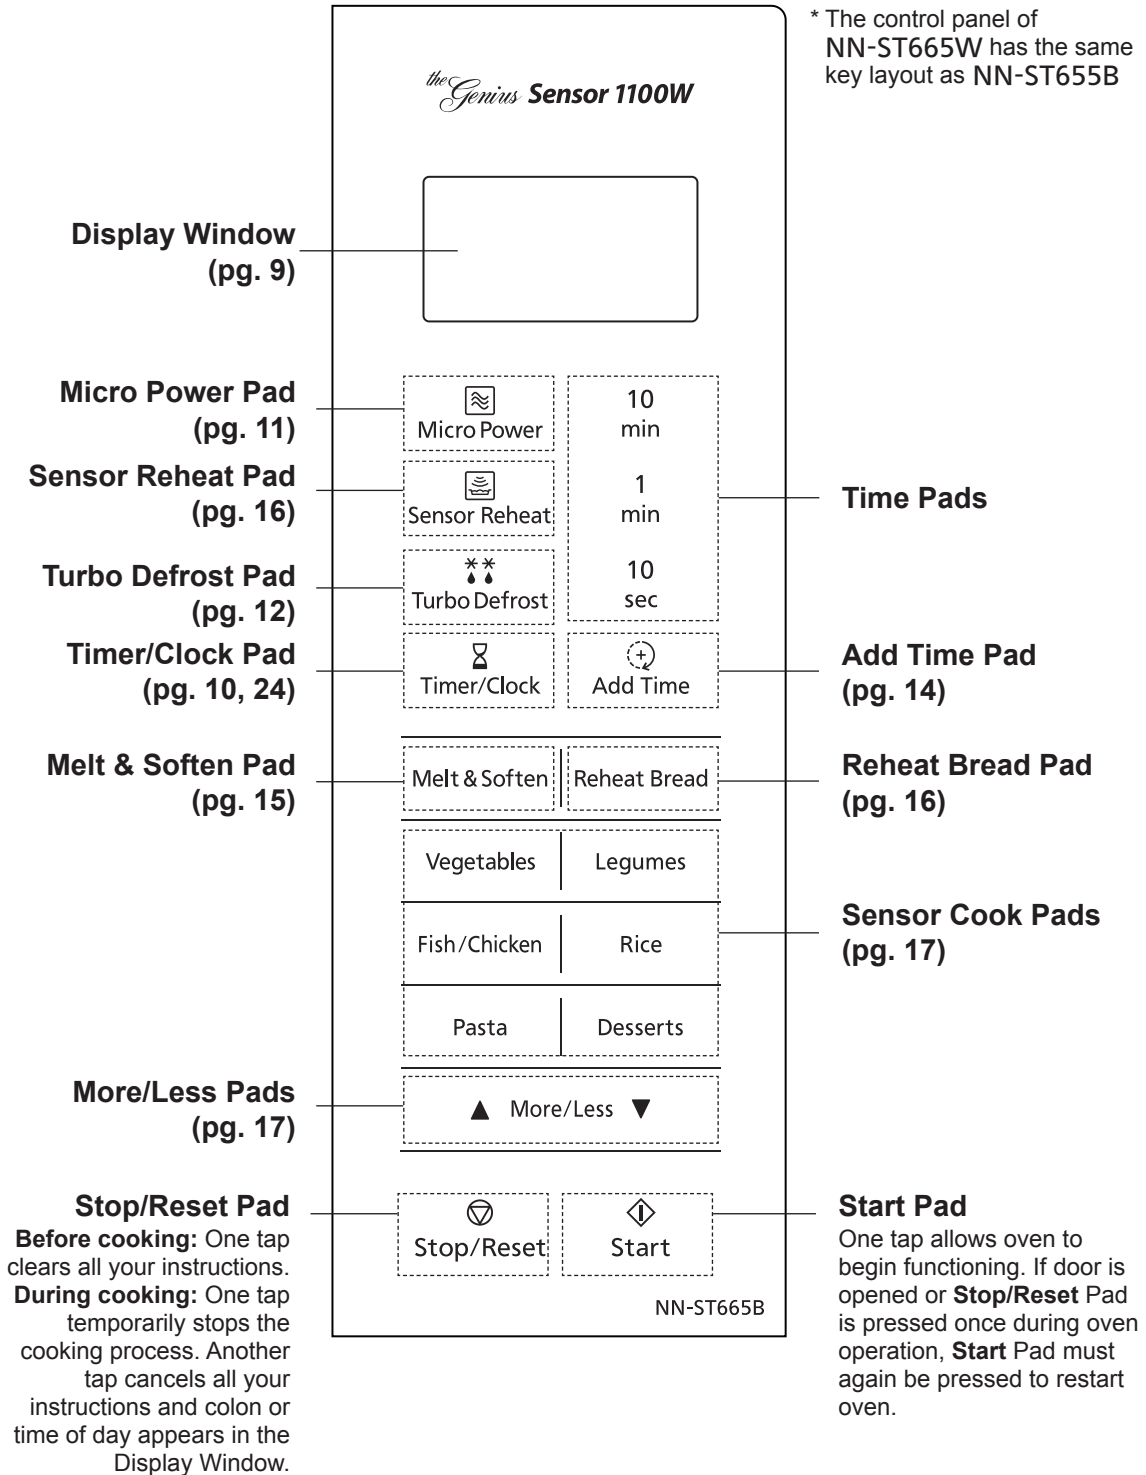 * The control panel of
NN-ST665W has the same
key layout as NN-ST655B
the Genius Sensor 1100W
Display Window
(pg. 9)
Micro Power Pad
(pg. 11)
Sensor Reheat Pad
(pg. 16)
Turbo Defrost Pad
(pg. 12)
Timer/Clock Pad
(pg. 10, 24)
Melt & Soften Pad
(pg. 15)
More/Less Pads
(pg. 17)
Stop/Reset Pad
Before cooking: One tap
clears all your instructions.
During cooking: One tap
temporarily stops the
cooking process. Another
tap cancels all your
instructions and colon or
time of day appears in the
Display Window.
Micro Power
10
min
Sensor Reheat
1
min
Turbo Defrost
10
sec
Timer/Clock
Add Time
Melt & Soften
Reheat Bread
Vegetables
Legumes
Fish/Chicken
Rice
Pasta
Desserts
▲ More/Less ▼
Stop/Reset
Start
NN-ST665B
Time Pads
Add Time Pad
(pg. 14)
Reheat Bread Pad
(pg. 16)
Sensor Cook Pads
(pg. 17)
Start Pad
One tap allows oven to
begin functioning. If door is
opened or Stop/Reset Pad
is pressed once during oven
operation, Start Pad must
again be pressed to restart
oven.